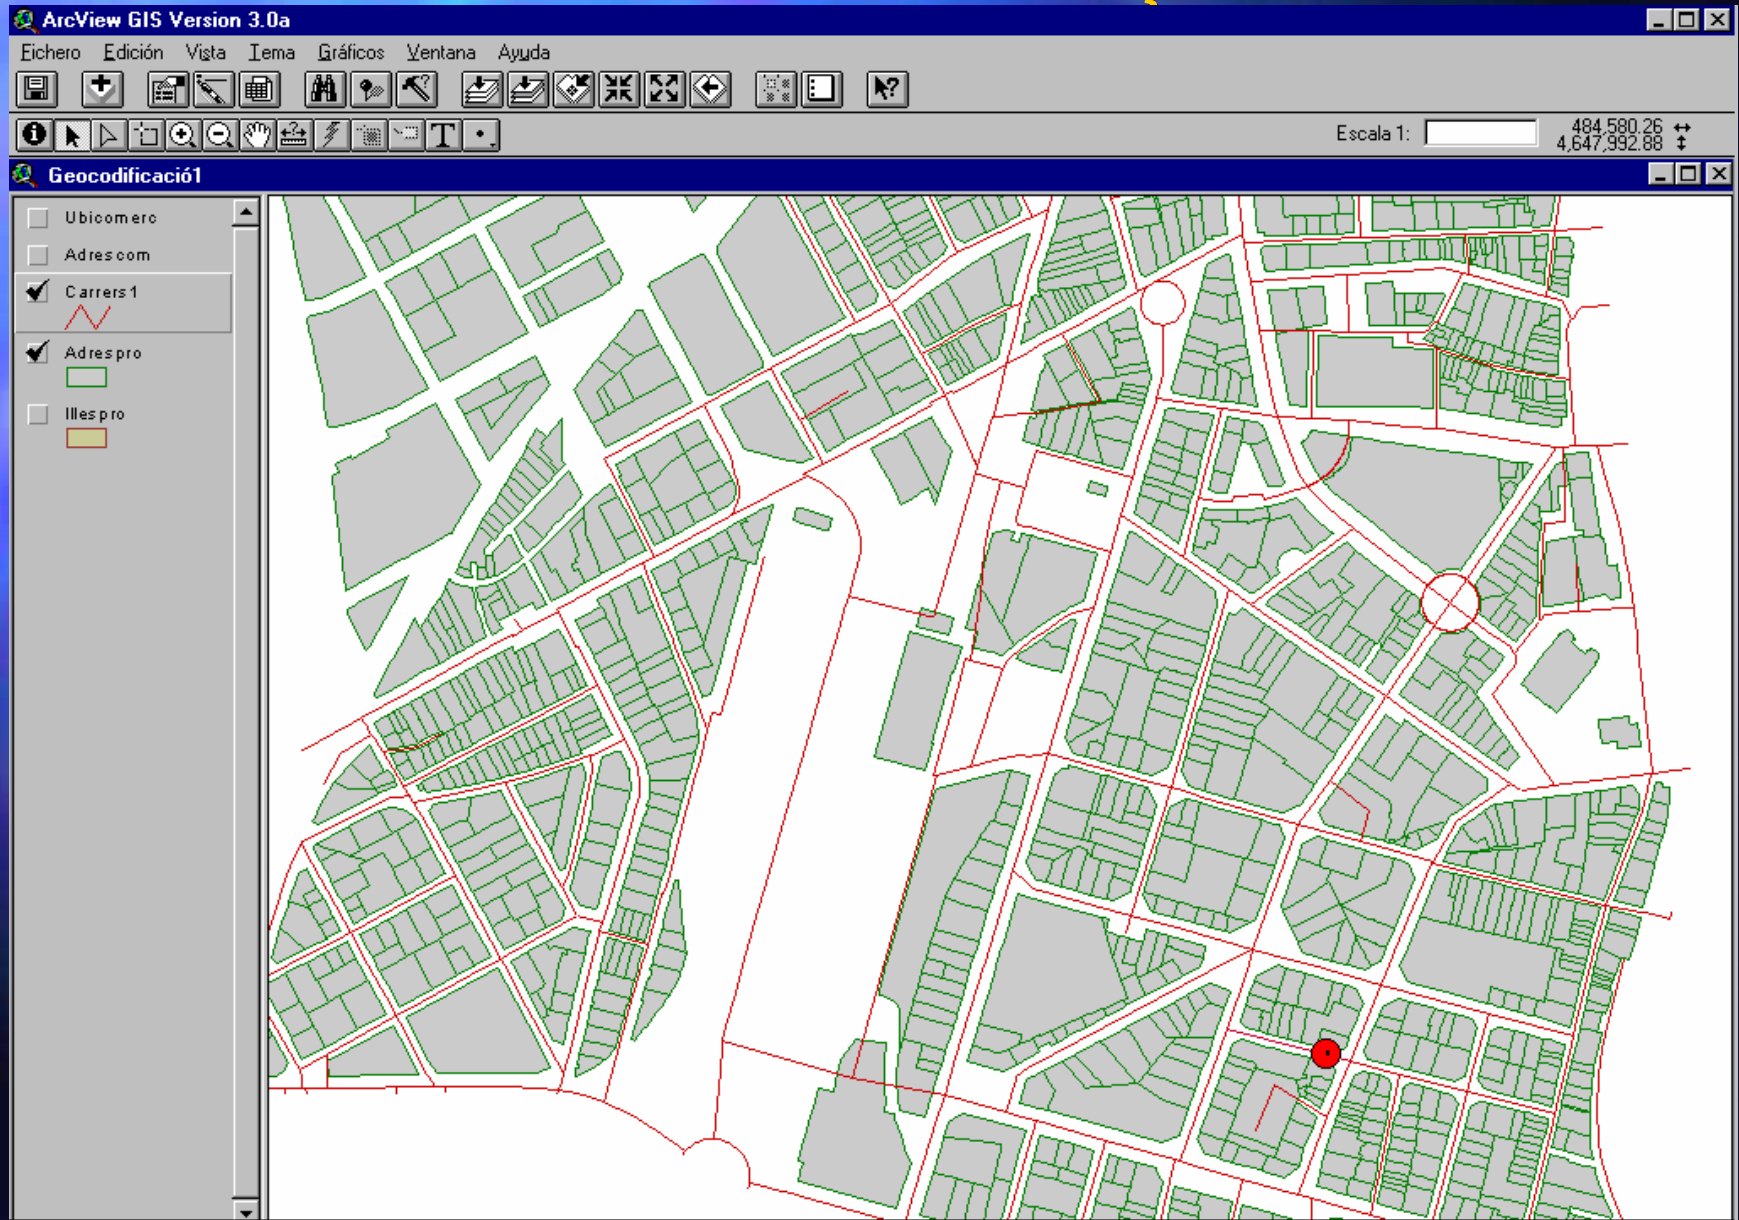 ArcView GIS Version 3.0a
Fichero Edición Vista Tema Gráficos Ventana Ayuda
Escala 1: 484,580.26
4,647,992.88
Geocodificació1
Ubicomerc
Adrescom
Carrers1
Adrespro
Illespro